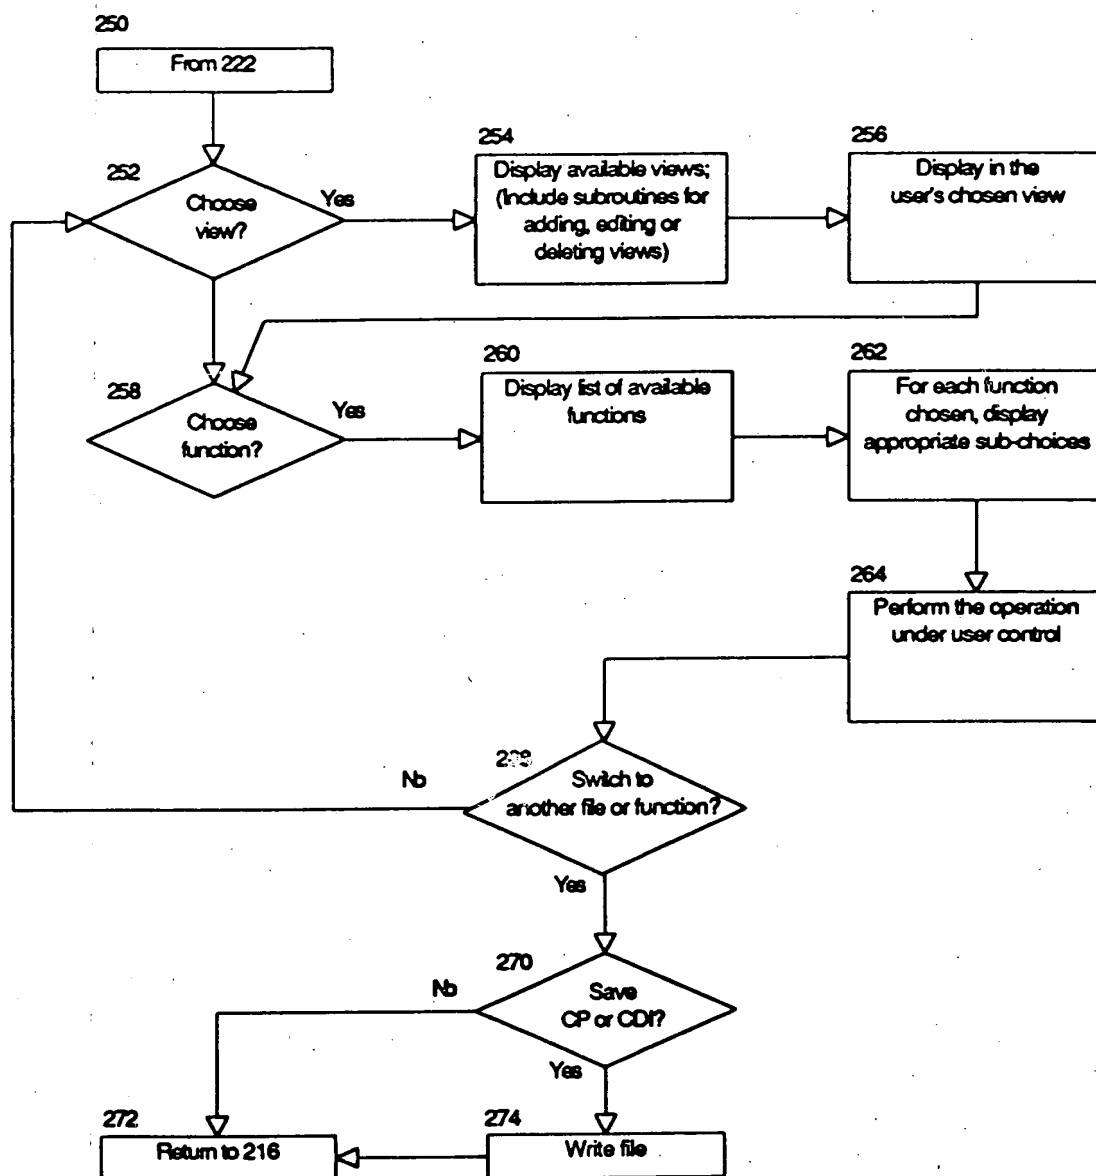 250
From 222
252
Choose
view?
Yes
254
Display available views;
(Include subroutines for
adding, editing or
deleting views)
256
Display in the
user's chosen view
258
Choose
function?
Yes
260
Display list of available
functions
262
For each function
chosen, display
appropriate sub-choices
264
Perform the operation
under user control
Switch to
another file or function?
No
Yes
270
Save
CP or CDI?
No
Yes
272
Return to 216
274
Write file